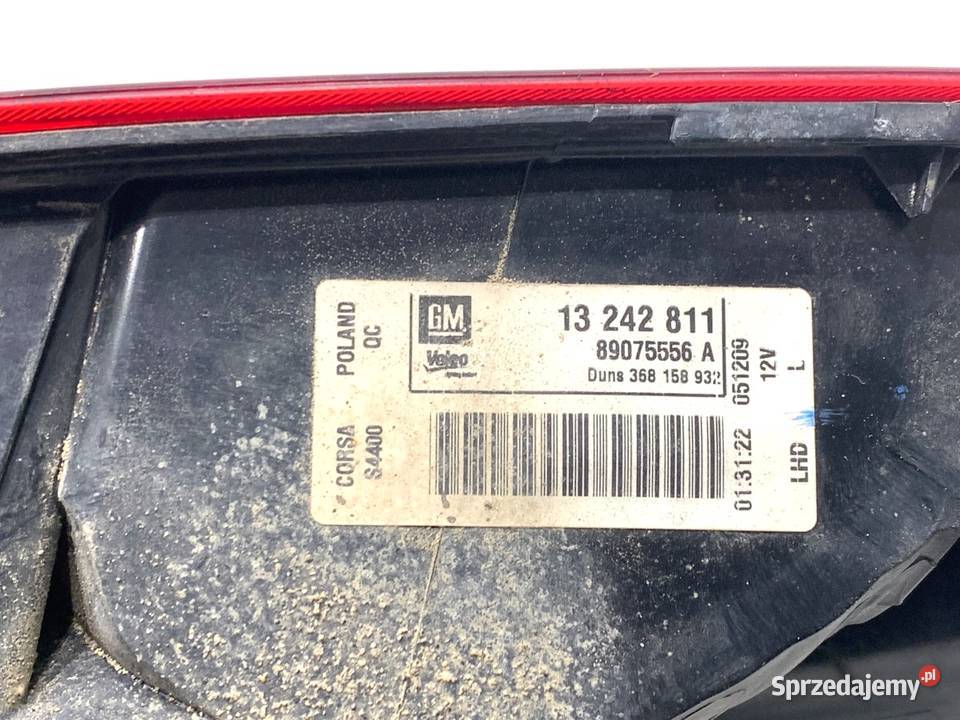 GM
Valeo
13 242 811
89075556 A
Duns 368 158 932
CORSA POLAND
S4400 QC
01:31:22 051209
12V
LHD L
Sprzedajemy.pl